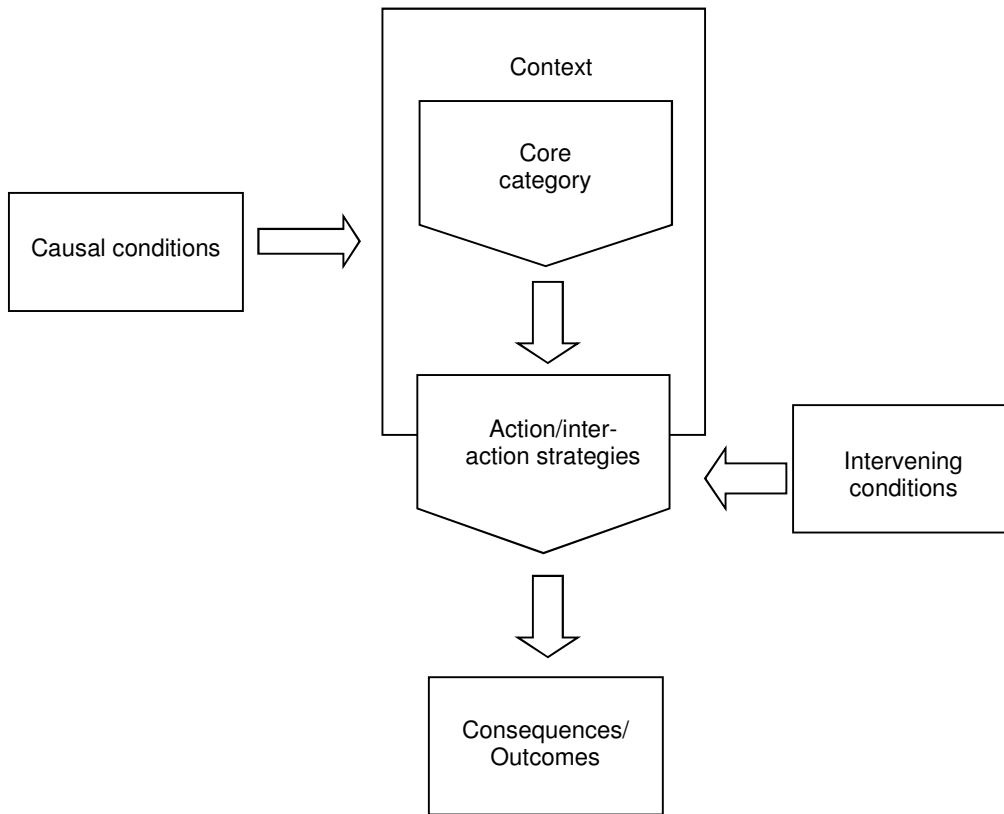 Context
Core
category
Causal conditions
Action/inter-
action strategies
Intervening
conditions
Consequences/
Outcomes